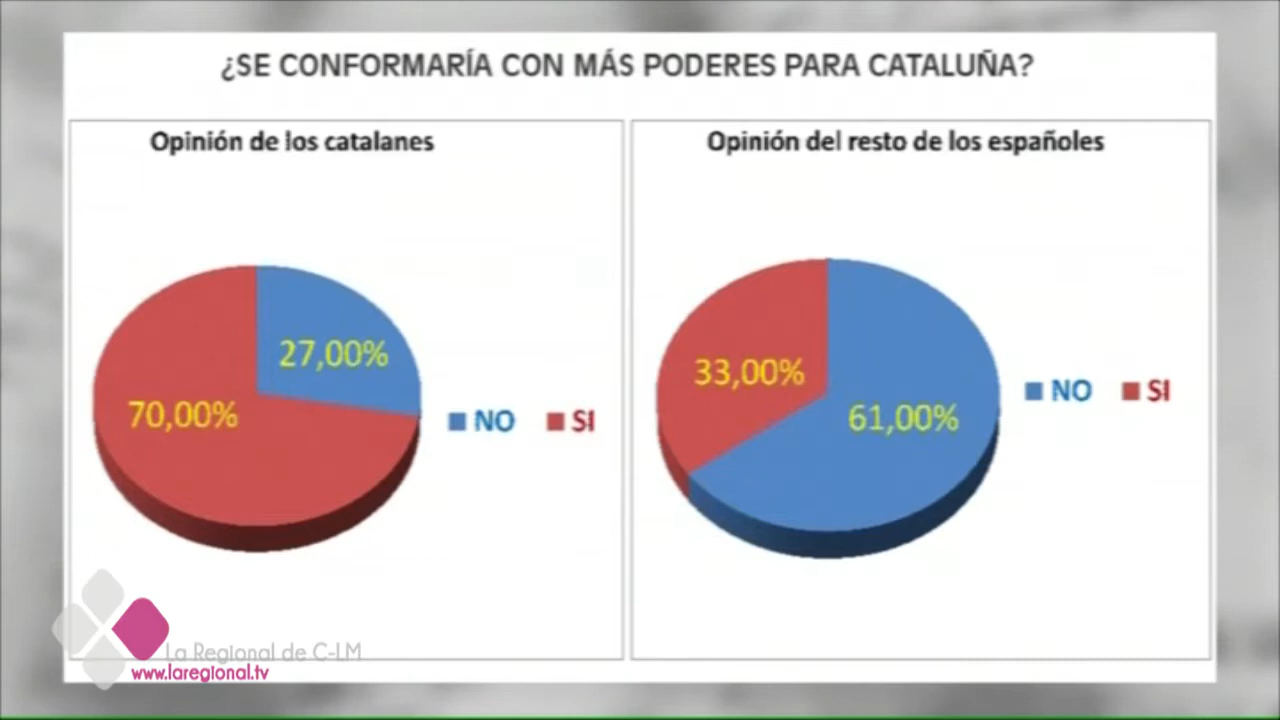 ¿SE CONFORMARÍA CON MÁS PODERES PARA CATALUÑA?
Opinión de los catalanes
27,00%
70,00%
NO SI
Opinión del resto de los españoles
33,00%
61,00%
NO SI
La Regional de C-LM
www.laregional.tv